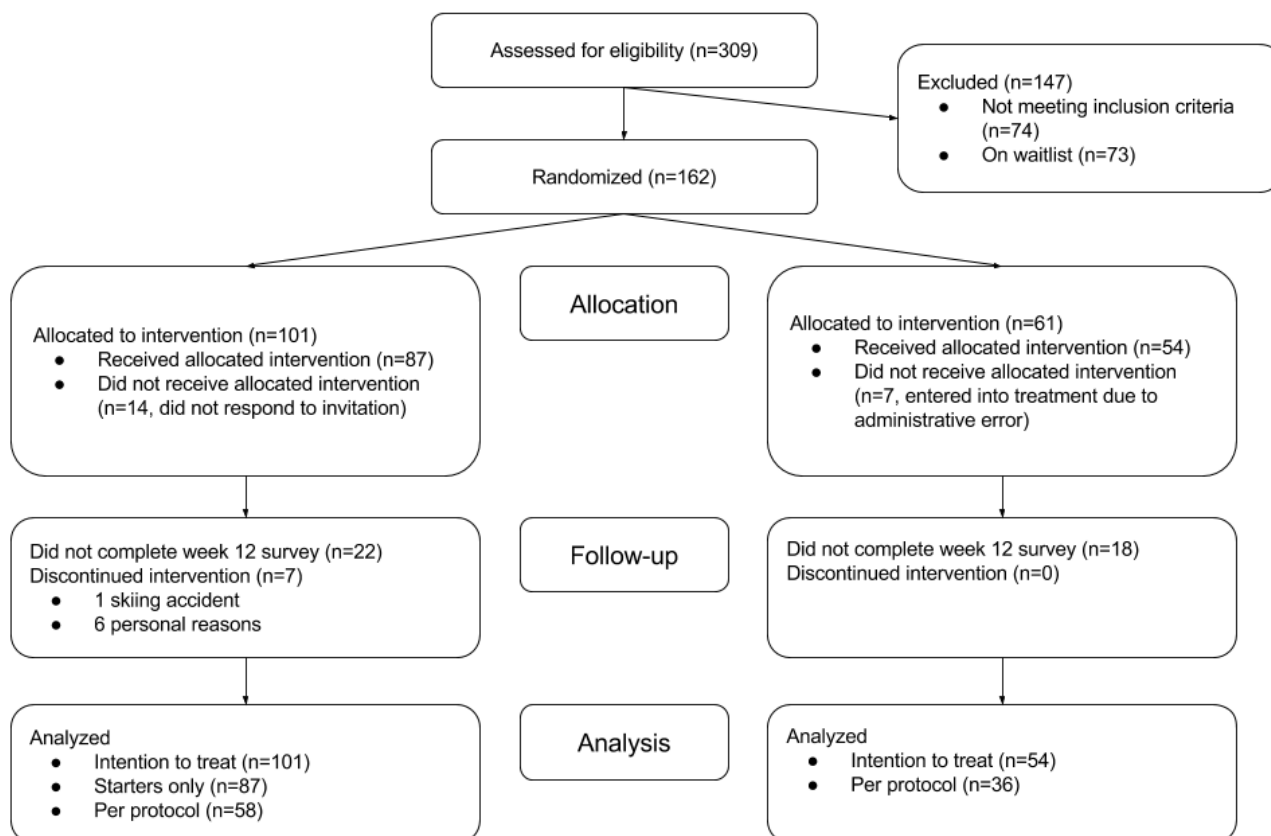 Assessed for eligibility (n=309)
Excluded (n=147)
● Not meeting inclusion criteria
(n=74)
● On waitlist (n=73)
Randomized (n=162)
Allocation
Allocated to intervention (n=101)
● Received allocated intervention (n=87)
● Did not receive allocated intervention
(n=14, did not respond to invitation)
Allocated to intervention (n=61)
● Received allocated intervention (n=54)
● Did not receive allocated intervention
(n=7, entered into treatment due to
administrative error)
Did not complete week 12 survey (n=22)
Discontinued intervention (n=7)
● 1 skiing accident
● 6 personal reasons
Follow-up
Did not complete week 12 survey (n=18)
Discontinued intervention (n=0)
Analyzed
● Intention to treat (n=101)
● Starters only (n=87)
● Per protocol (n=58)
Analysis
Analyzed
● Intention to treat (n=54)
● Per protocol (n=36)